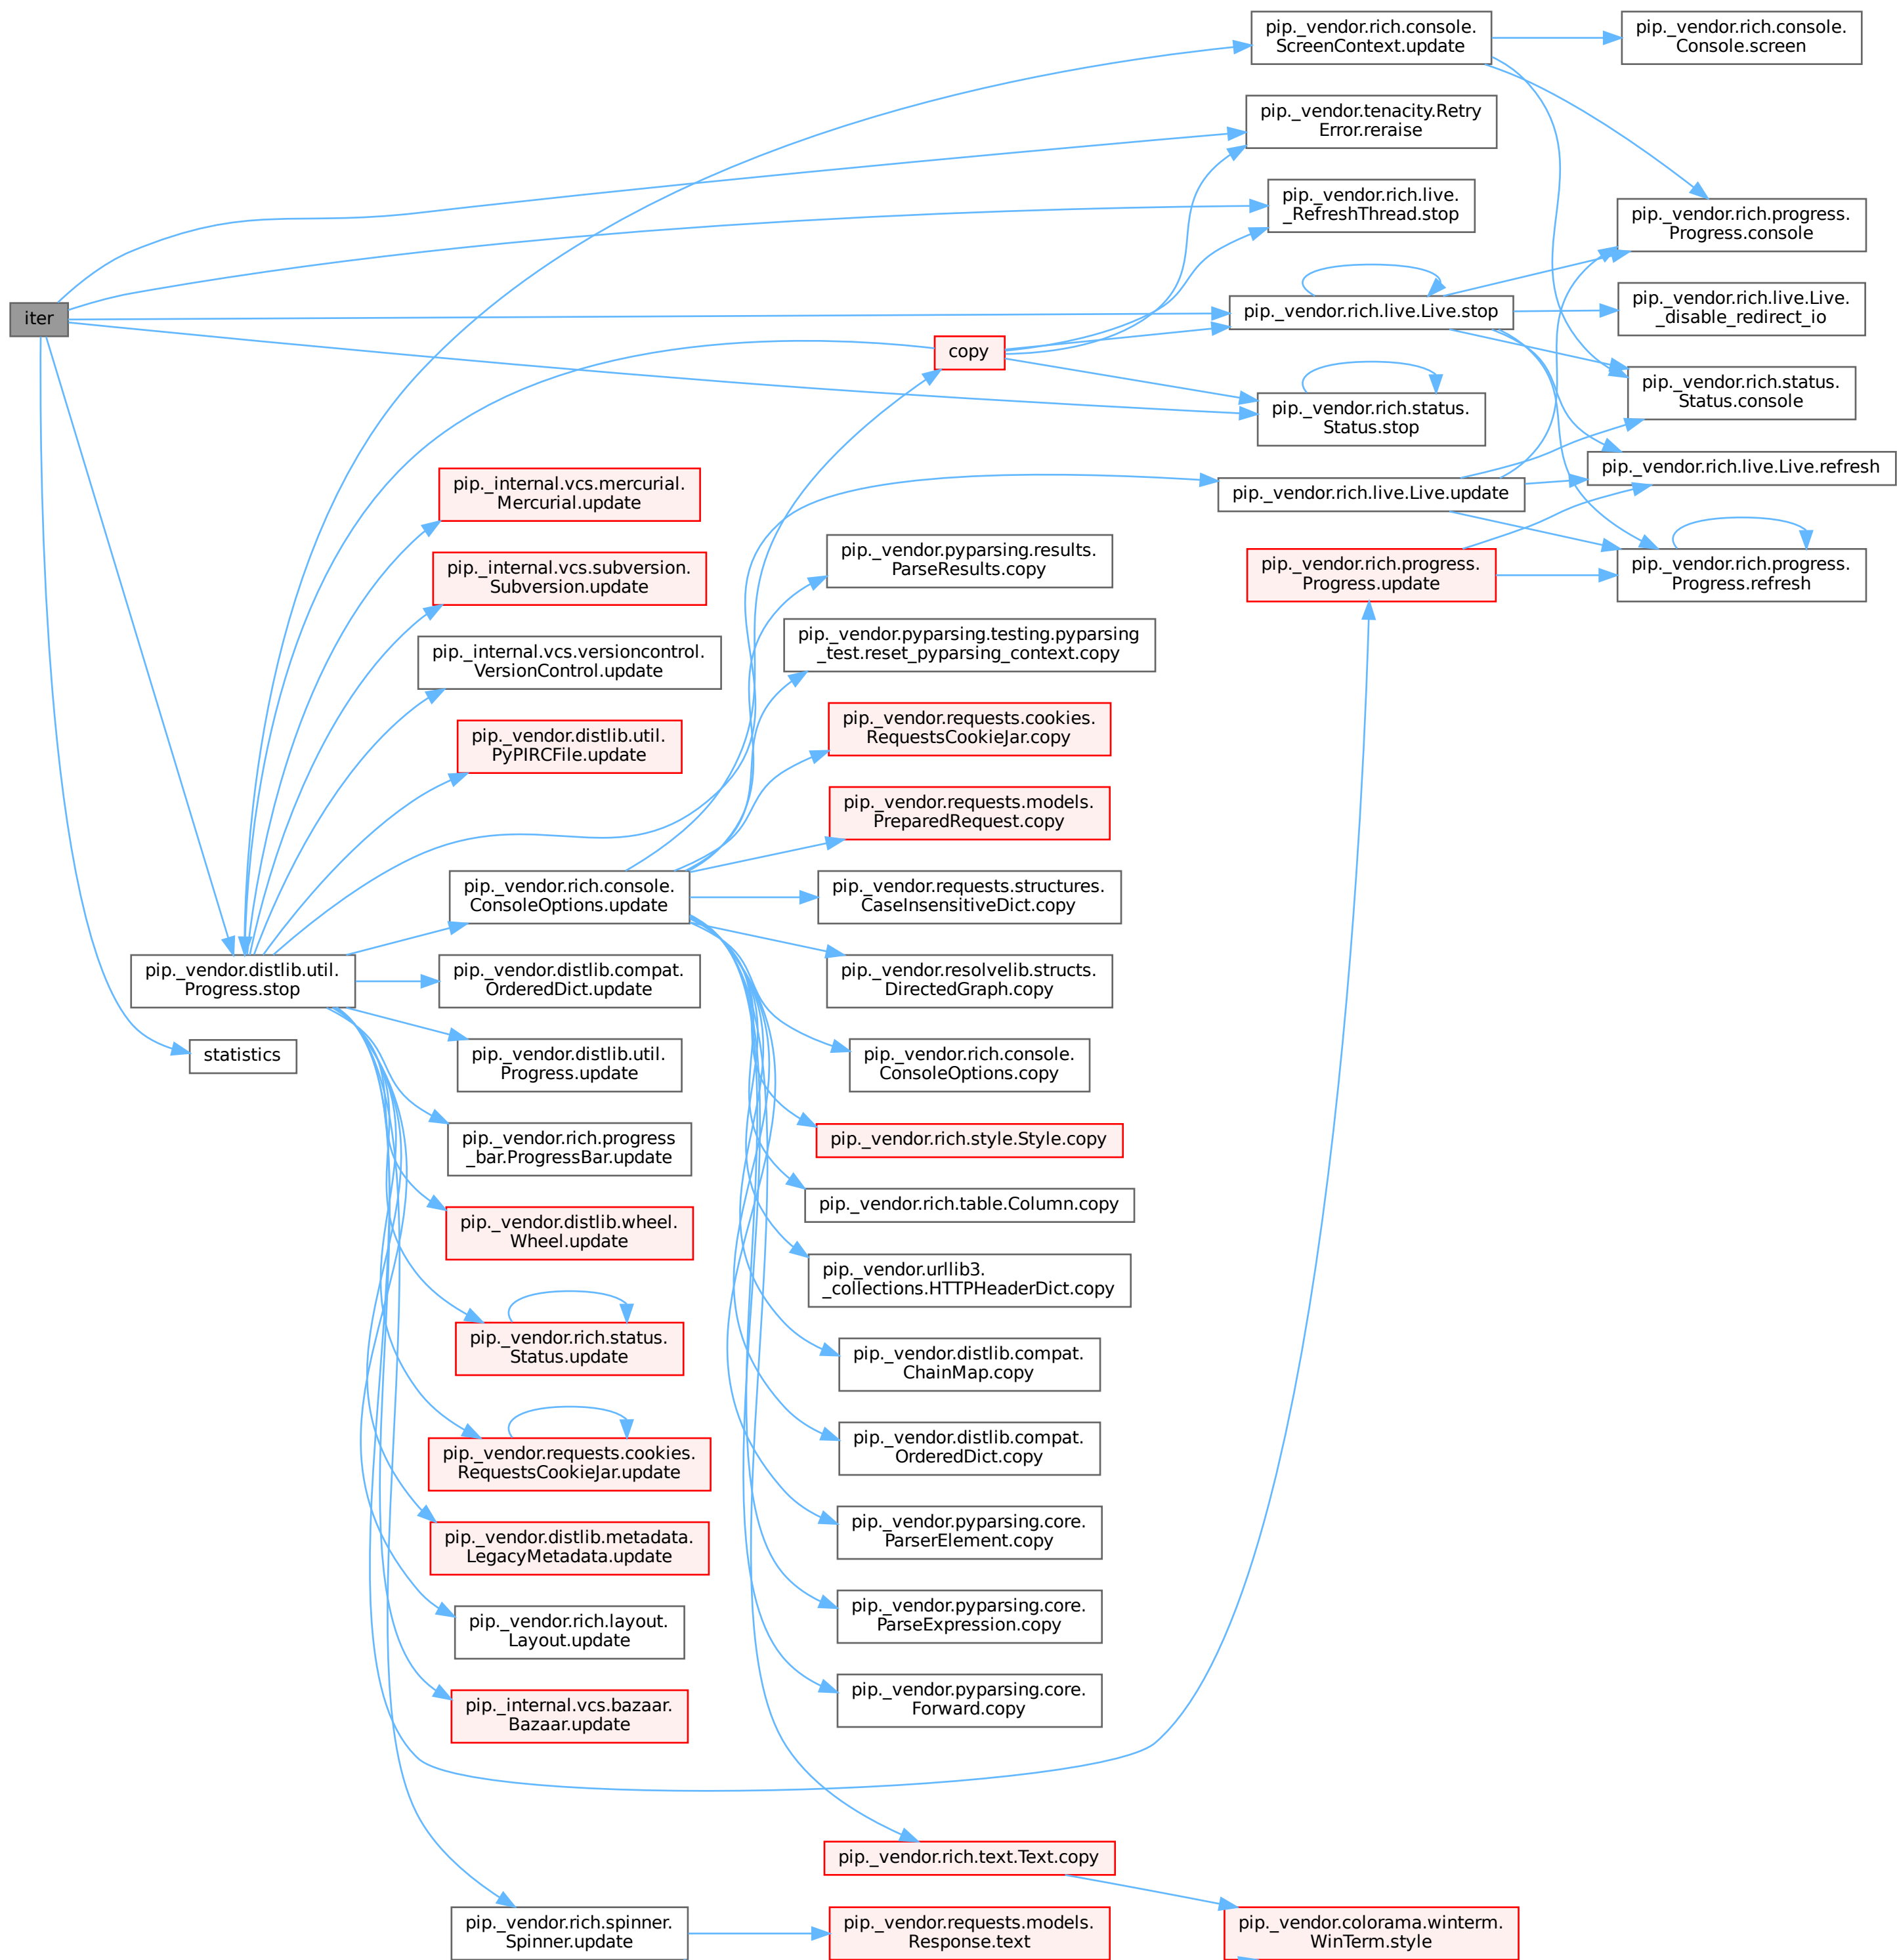 iter
pip._vendor.distlib.util.
Progress.stop
statistics
pip._internal.vcs.mercurial.
Mercurial.update
pip._internal.vcs.subversion.
Subversion.update
pip._internal.vcs.versioncontrol.
VersionControl.update
pip._vendor.distlib.util.
PyPIRCFile.update
pip._vendor.rich.console.
ConsoleOptions.update
pip._vendor.distlib.compat.
OrderedDict.update
pip._vendor.distlib.util.
Progress.update
pip._vendor.rich.progress
_bar.ProgressBar.update
pip._vendor.distlib.wheel.
Wheel.update
pip._vendor.rich.status.
Status.update
pip._vendor.requests.cookies.
RequestsCookieJar.update
pip._vendor.distlib.metadata.
LegacyMetadata.update
pip._vendor.rich.layout.
Layout.update
pip._internal.vcs.bazaar.
Bazaar.update
pip._vendor.rich.spinner.
Spinner.update
copy
pip._vendor.pyparsing.results.
ParseResults.copy
pip._vendor.pyparsing.testing.pyparsing
_test.reset_pyparsing_context.copy
pip._vendor.requests.cookies.
RequestsCookieJar.copy
pip._vendor.requests.models.
PreparedRequest.copy
pip._vendor.requests.structures.
CaseInsensitiveDict.copy
pip._vendor.resolvelib.structs.
DirectedGraph.copy
pip._vendor.rich.console.
ConsoleOptions.copy
pip._vendor.rich.style.Style.copy
pip._vendor.rich.table.Column.copy
pip._vendor.urllib3.
_collections.HTTPHeaderDict.copy
pip._vendor.distlib.compat.
ChainMap.copy
pip._vendor.distlib.compat.
OrderedDict.copy
pip._vendor.pyparsing.core.
ParserElement.copy
pip._vendor.pyparsing.core.
ParseExpression.copy
pip._vendor.pyparsing.core.
Forward.copy
pip._vendor.rich.text.Text.copy
pip._vendor.requests.models.
Response.text
pip._vendor.rich.console.
ScreenContext.update
pip._vendor.tenacity.Retry
Error.reraise
pip._vendor.rich.live.
_RefreshThread.stop
pip._vendor.rich.live.Live.stop
pip._vendor.rich.status.
Status.stop
pip._vendor.rich.live.Live.update
pip._vendor.rich.progress.
Progress.update
pip._vendor.colorama.winterm.
WinTerm.style
pip._vendor.rich.console.
Console.screen
pip._vendor.rich.progress.
Progress.console
pip._vendor.rich.live.Live.
_disable_redirect_io
pip._vendor.rich.status.
Status.console
pip._vendor.rich.live.Live.refresh
pip._vendor.rich.progress.
Progress.refresh